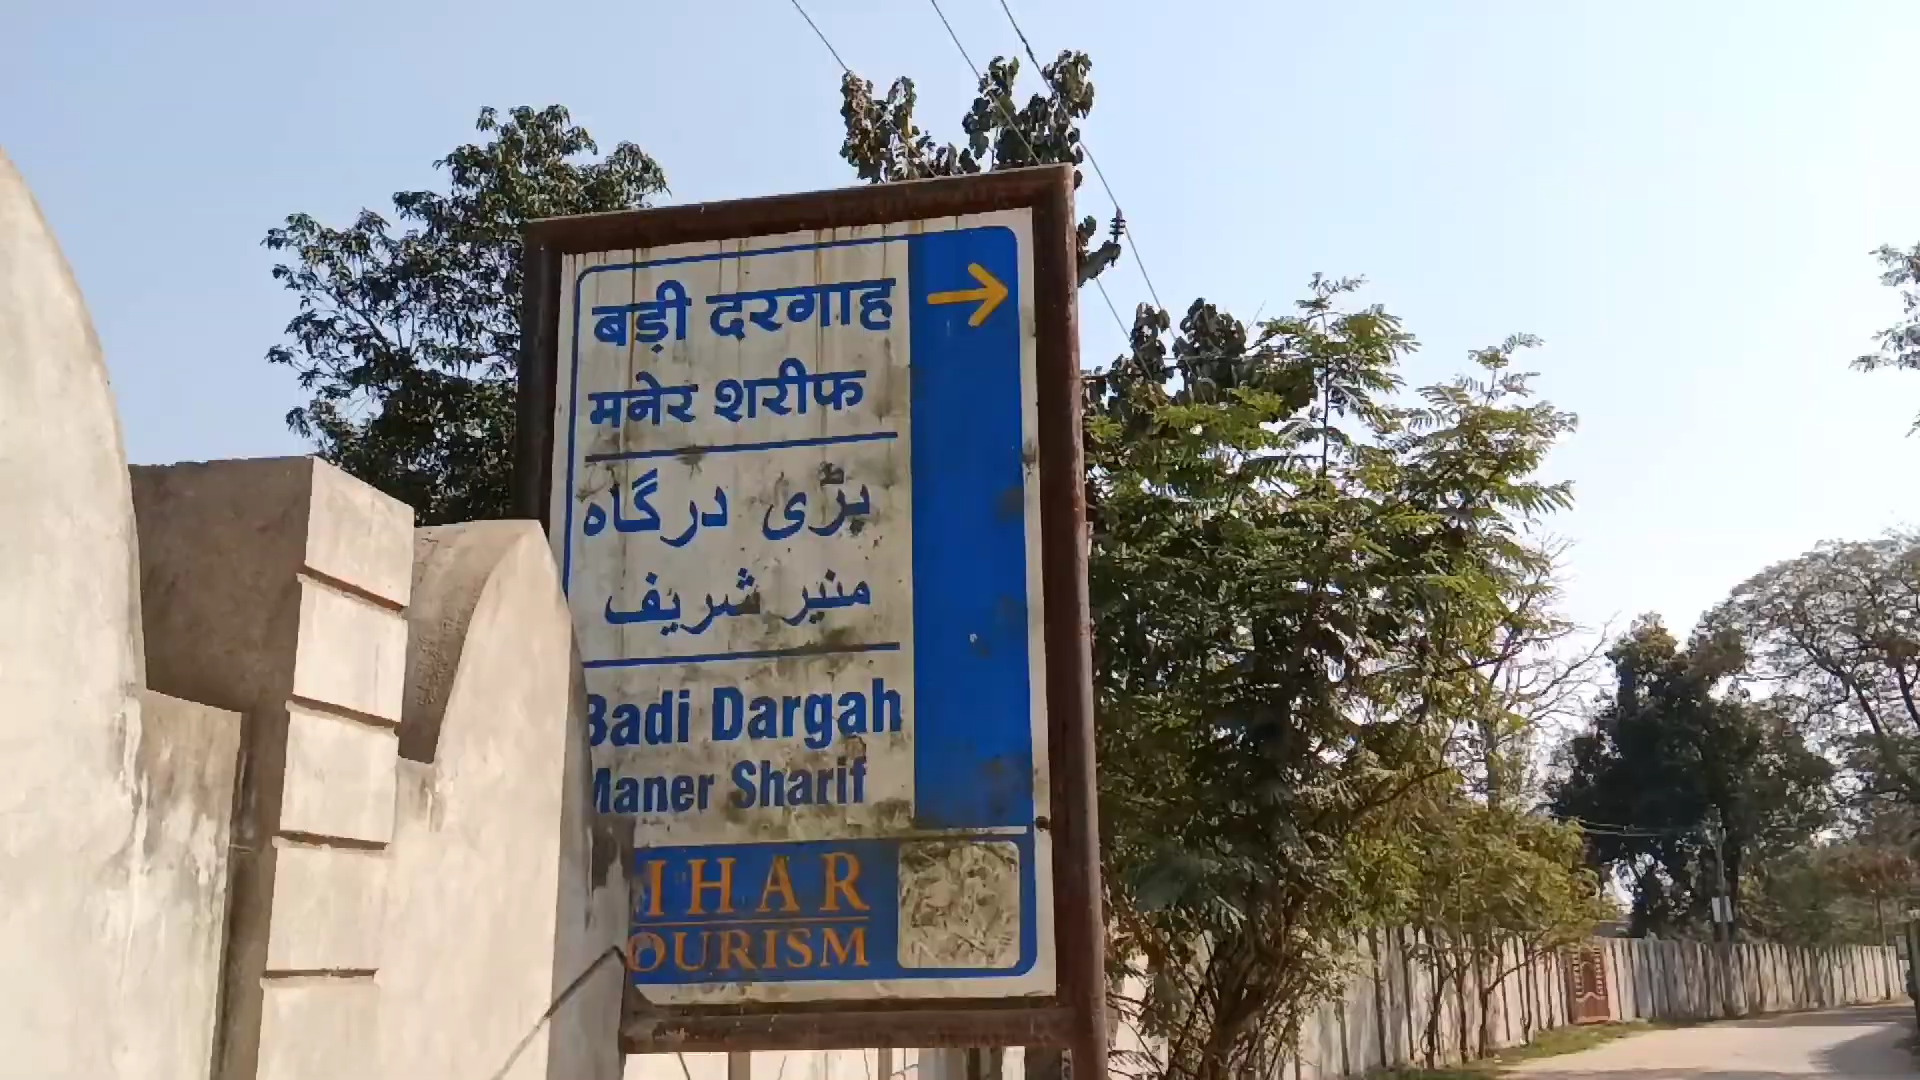 बड़ी दरगाह
मनेर शरीफ
بڑی درگاہ
منیر شریف
Badi Dargah
Maner Sharif
IHAR
OURISM